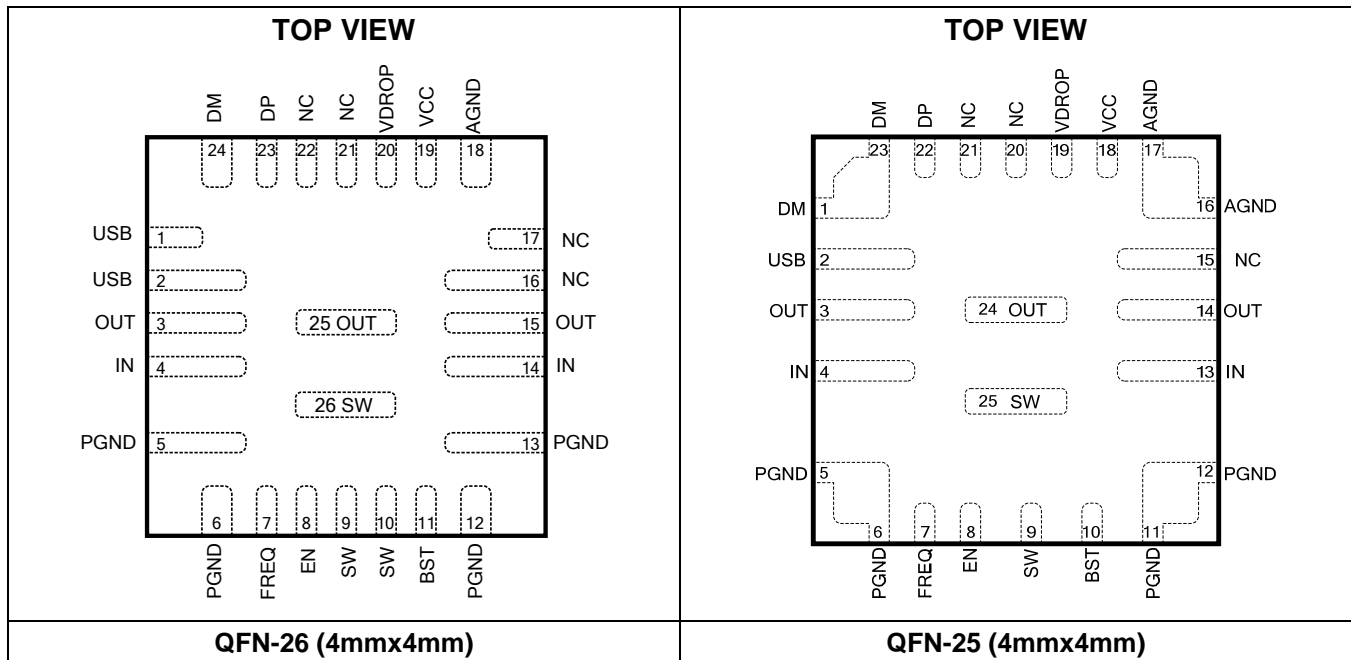 TOP VIEW
DM DP NC NC VDROP VCC AGND
24 23 22 21 20 19 18
USB 1 17 NC
USB 2 16 NC
OUT 3 25 OUT 15 OUT
IN 4 14 IN
26 SW
PGND 5 13 PGND
6 7 8 9 10 11 12
PGND FREQ EN SW SW BST PGND
QFN-26 (4mmx4mm)
TOP VIEW
DM DP NC NC VDROP VCC AGND
23 22 21 20 19 18 17
DM 1 16 AGND
USB 2 15 NC
OUT 3 24 OUT 14 OUT
IN 4 13 IN
25 SW
PGND 5 12 PGND
6 7 8 9 10 11
PGND FREQ EN SW BST PGND
QFN-25 (4mmx4mm)